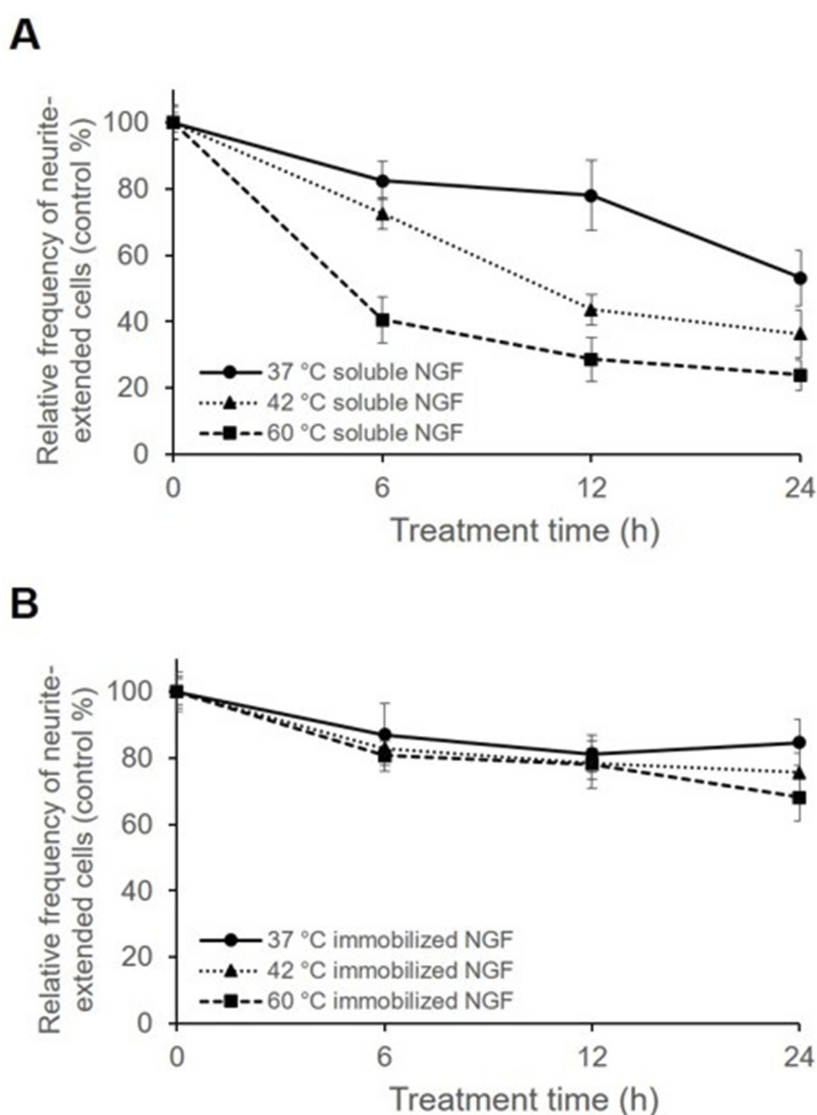 A
Relative frequency of neurite-
extended cells (control %)
100
80
60
40
20
0
37 °C soluble NGF
42 °C soluble NGF
60 °C soluble NGF
0 6 12 24
Treatment time (h)
B
Relative frequency of neurite-
extended cells (control %)
100
80
60
40
20
0
37 °C immobilized NGF
42 °C immobilized NGF
60 °C immobilized NGF
0 6 12 24
Treatment time (h)